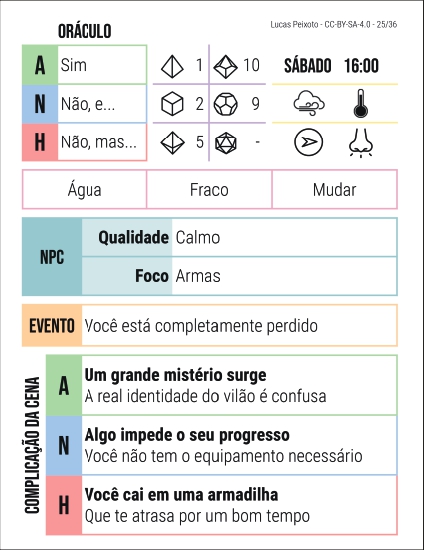 Lucas Peixoto - CC-BY-SA-4.0 - 25/36
ORÁCULO
A Sim
N Não, e...
H Não, mas...
1 10
2 9
5 -
SÁBADO 16:00
Água Fraco Mudar
NPC
Qualidade Calmo
Foco Armas
EVENTO Você está completamente perdido
COMPLICAÇÃO DA CENA
A Um grande mistério surge
A real identidade do vilão é confusa
N Algo impede o seu progresso
Você não tem o equipamento necessário
H Você cai em uma armadilha
Que te atrasa por um bom tempo